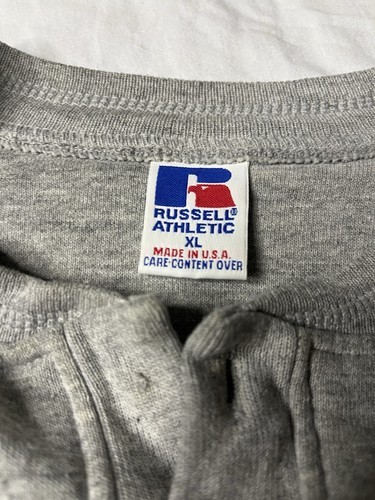 RUSSELL®
ATHLETIC
XL
MADE IN U.S.A.
CARE-CONTENT OVER